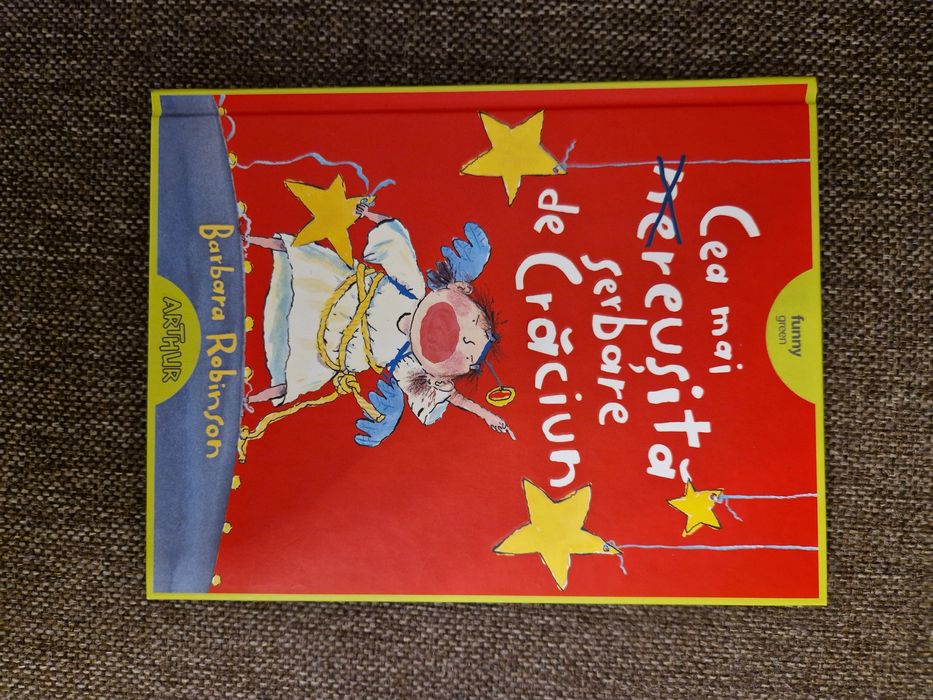 funny
green
Cea mai
nereușită
serbare
de Crăciun
Barbara Robinson
ARTHUR